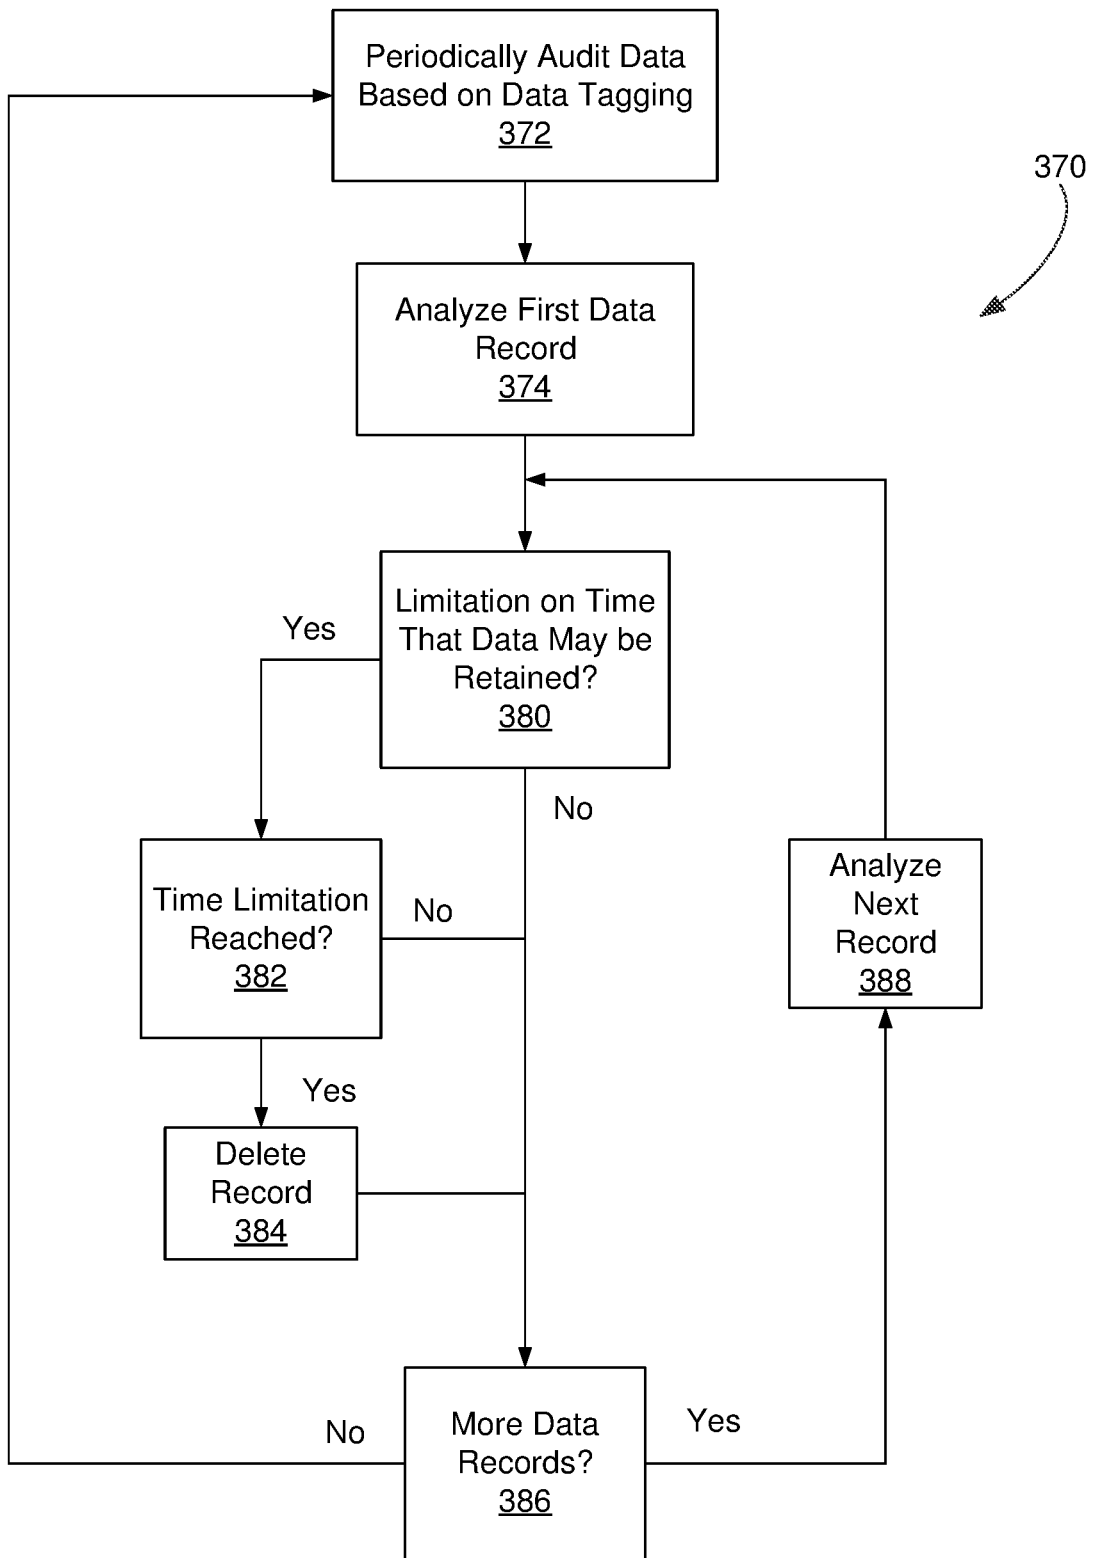 Periodically Audit Data
Based on Data Tagging
372
370
Analyze First Data
Record
374
Limitation on Time
That Data May be
Retained?
380
Yes
No
Time Limitation
Reached?
382
No
Analyze
Next
Record
388
Yes
Delete
Record
384
More Data
Records?
386
No
Yes